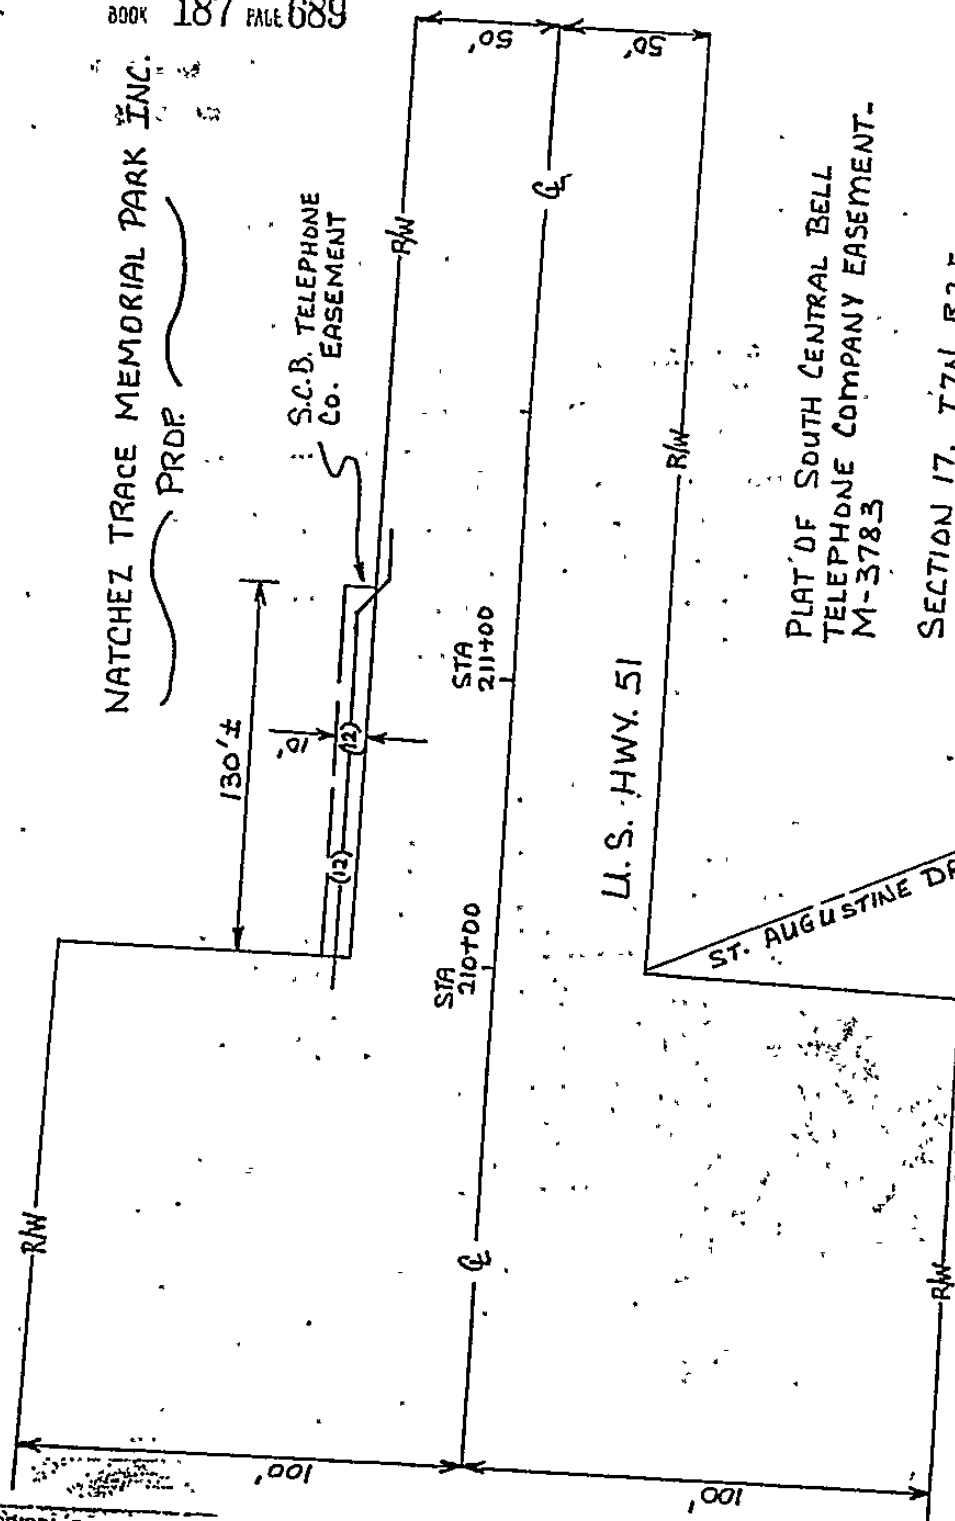 BOOK 187 PAGE 689
NATCHEZ TRACE MEMORIAL PARK INC.
PROP.
S.C.B. TELEPHONE
CO. EASEMENT
130'±
10'
(12)
(12)
R/W
R/W
R/W
R/W
50'
50'
100'
100'
℄
℄
STA
210+00
STA
211+00
U.S. HWY. 51
ST. AUGUSTINE
PLAT OF SOUTH CENTRAL BELL
TELEPHONE COMPANY EASEMENT-
M-3783
SECTION 17, T7N,